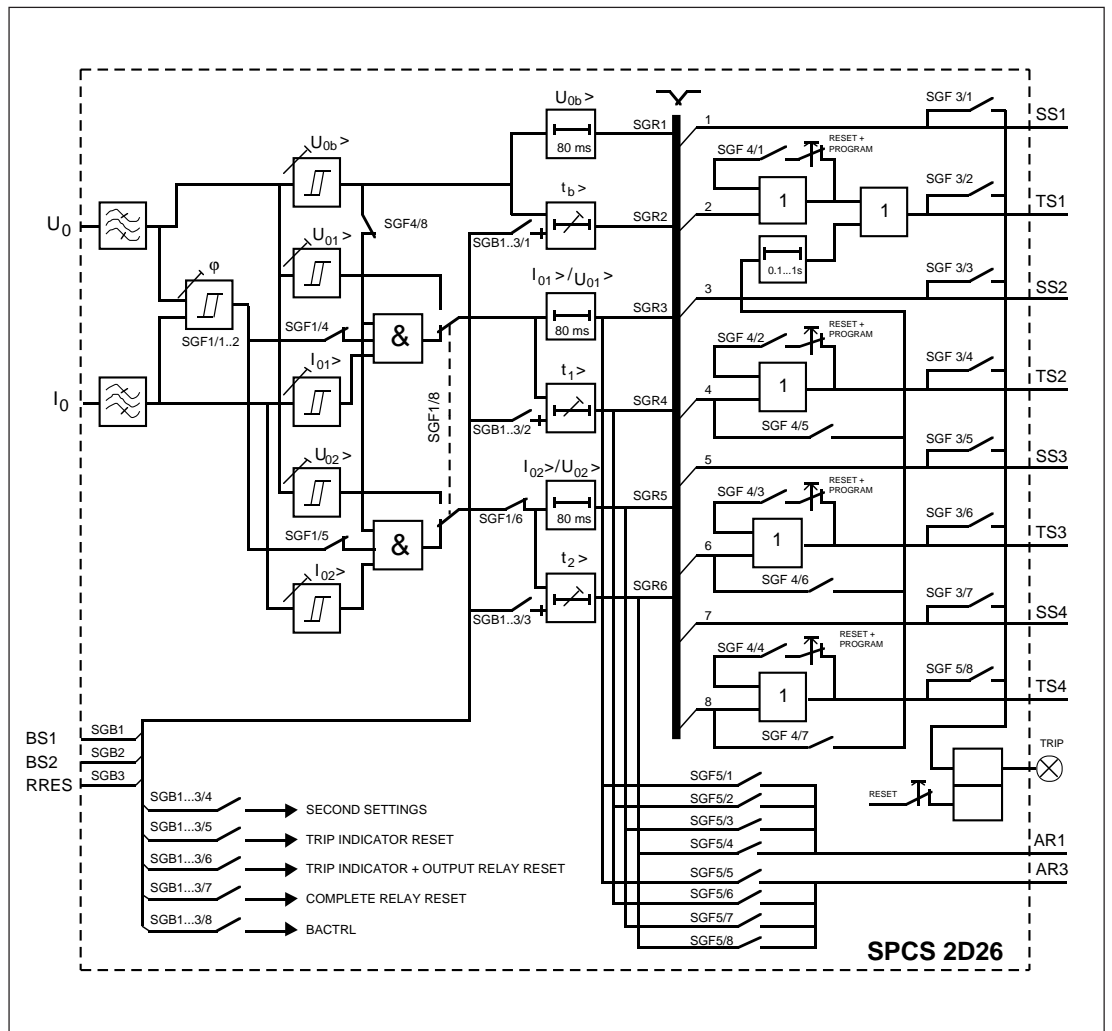 U0
I0
φ
SGF1/1..2
U0b>
U01>
I01>
U02>
I02>
SGF4/8
SGF1/4
SGF1/5
&
&
SGF1/8
SGF1/6
U0b>
80 ms
tb>
SGB1..3/1
I01>/U01>
80 ms
t1>
SGB1..3/2
I02>/U02>
80 ms
t2>
SGB1..3/3
SGR1
SGR2
SGR3
SGR4
SGR5
SGR6
1
2
3
4
5
6
7
8
SGF 3/1
SS1
SGF 4/1
RESET +
PROGRAM
1
1
SGF 3/2
TS1
0.1...1s
SGF 3/3
SS2
SGF 4/2
RESET +
PROGRAM
1
SGF 3/4
TS2
SGF 4/5
SGF 3/5
SS3
SGF 4/3
RESET +
PROGRAM
1
SGF 3/6
TS3
SGF 4/6
SGF 3/7
SS4
SGF 4/4
RESET +
PROGRAM
1
SGF 5/8
TS4
SGF 4/7
TRIP
RESET
BS1
SGB1
BS2
SGB2
RRES
SGB3
SGB1...3/4
SECOND SETTINGS
SGB1...3/5
TRIP INDICATOR RESET
SGB1...3/6
TRIP INDICATOR + OUTPUT RELAY RESET
SGB1...3/7
COMPLETE RELAY RESET
SGB1...3/8
BACTRL
SGF5/1
SGF5/2
SGF5/3
SGF5/4
AR1
SGF5/5
AR3
SGF5/6
SGF5/7
SGF5/8
SPCS 2D26